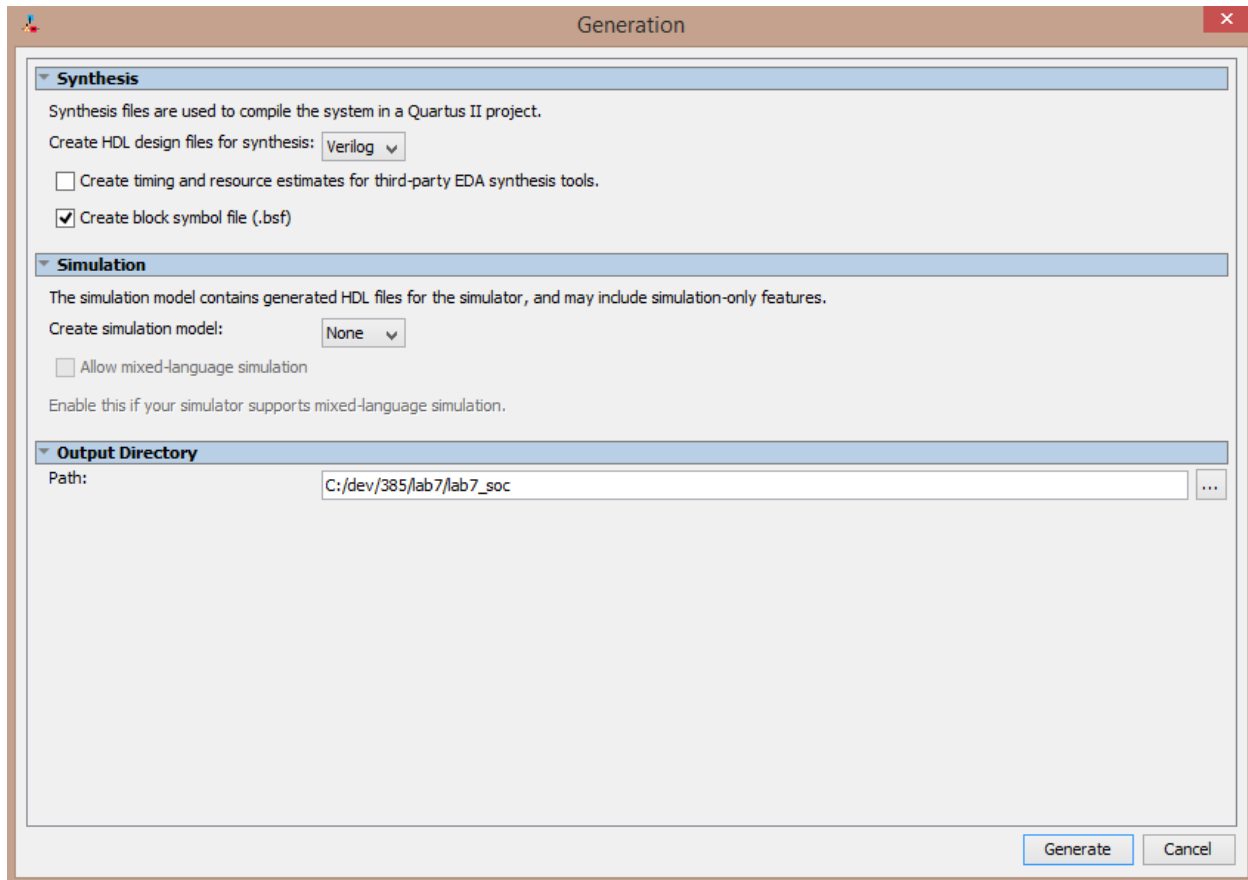 Generation
Synthesis
Synthesis files are used to compile the system in a Quartus II project.
Create HDL design files for synthesis: Verilog
Create timing and resource estimates for third-party EDA synthesis tools.
Create block symbol file (.bsf)
Simulation
The simulation model contains generated HDL files for the simulator, and may include simulation-only features.
Create simulation model: None
Allow mixed-language simulation
Enable this if your simulator supports mixed-language simulation.
Output Directory
Path: C:/dev/385/lab7/lab7_soc ...
Generate Cancel